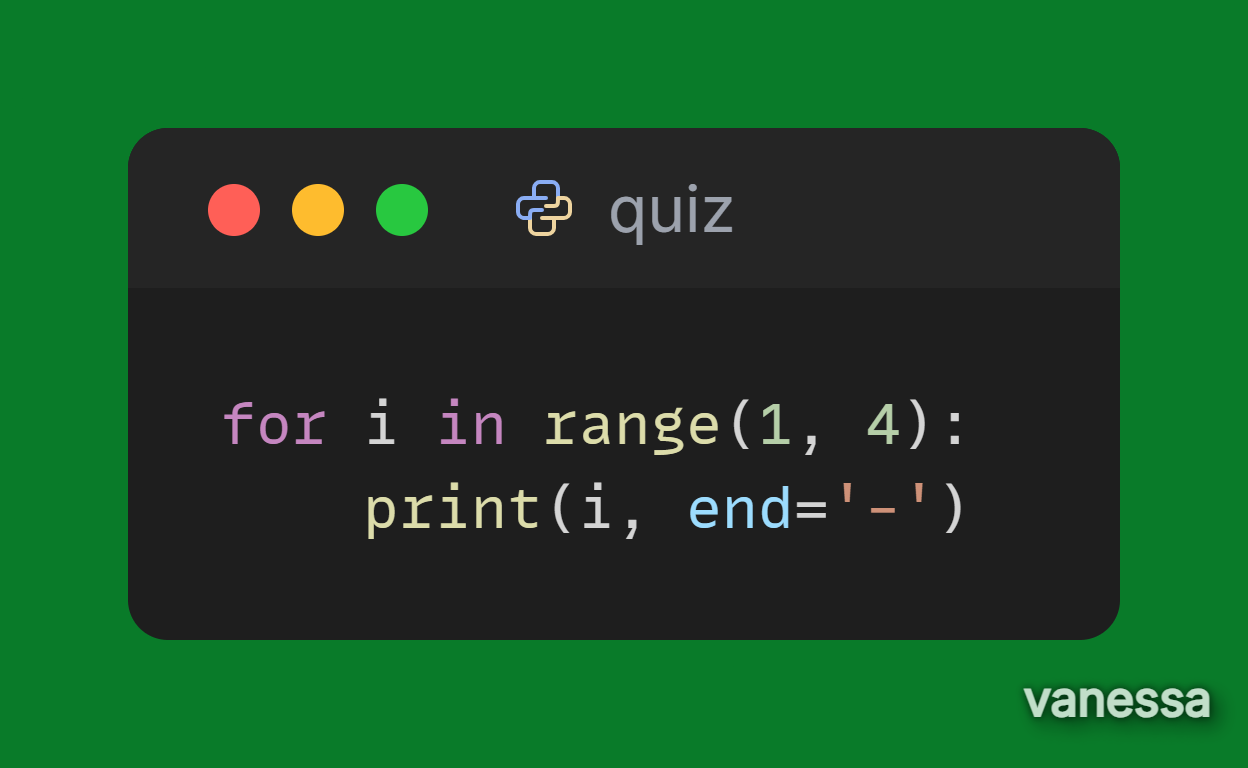 quiz
for i in range(1, 4):
    print(i, end='-')
vanessa